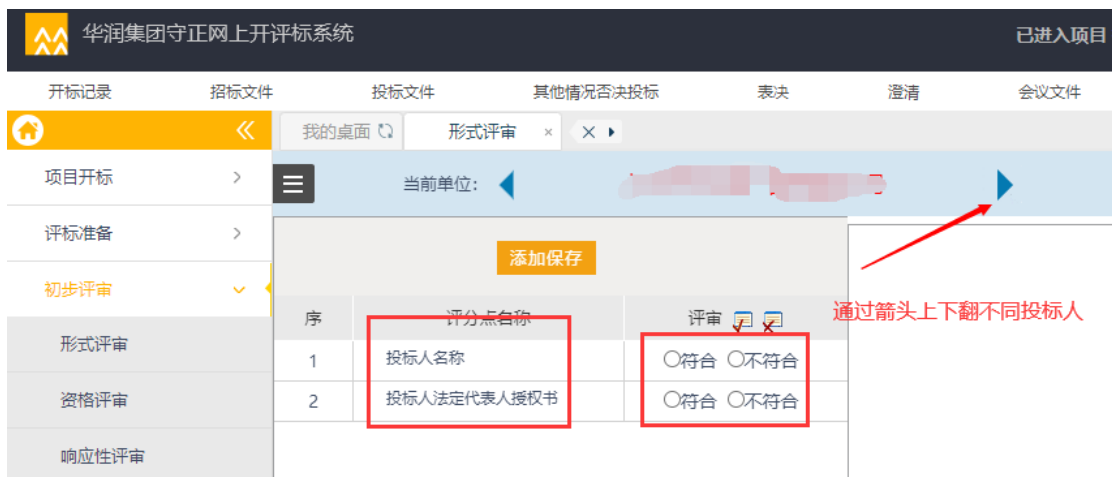 华润集团守正网上开评标系统
已进入项目
开标记录 招标文件 投标文件 其他情况否决投标 表决 澄清 会议文件
我的桌面 形式评审
项目开标
当前单位：
评标准备
添加保存
初步评审
序 评分点名称 评审
通过箭头上下翻不同投标人
形式评审
1 投标人名称 符合 不符合
资格评审
2 投标人法定代表人授权书 符合 不符合
响应性评审